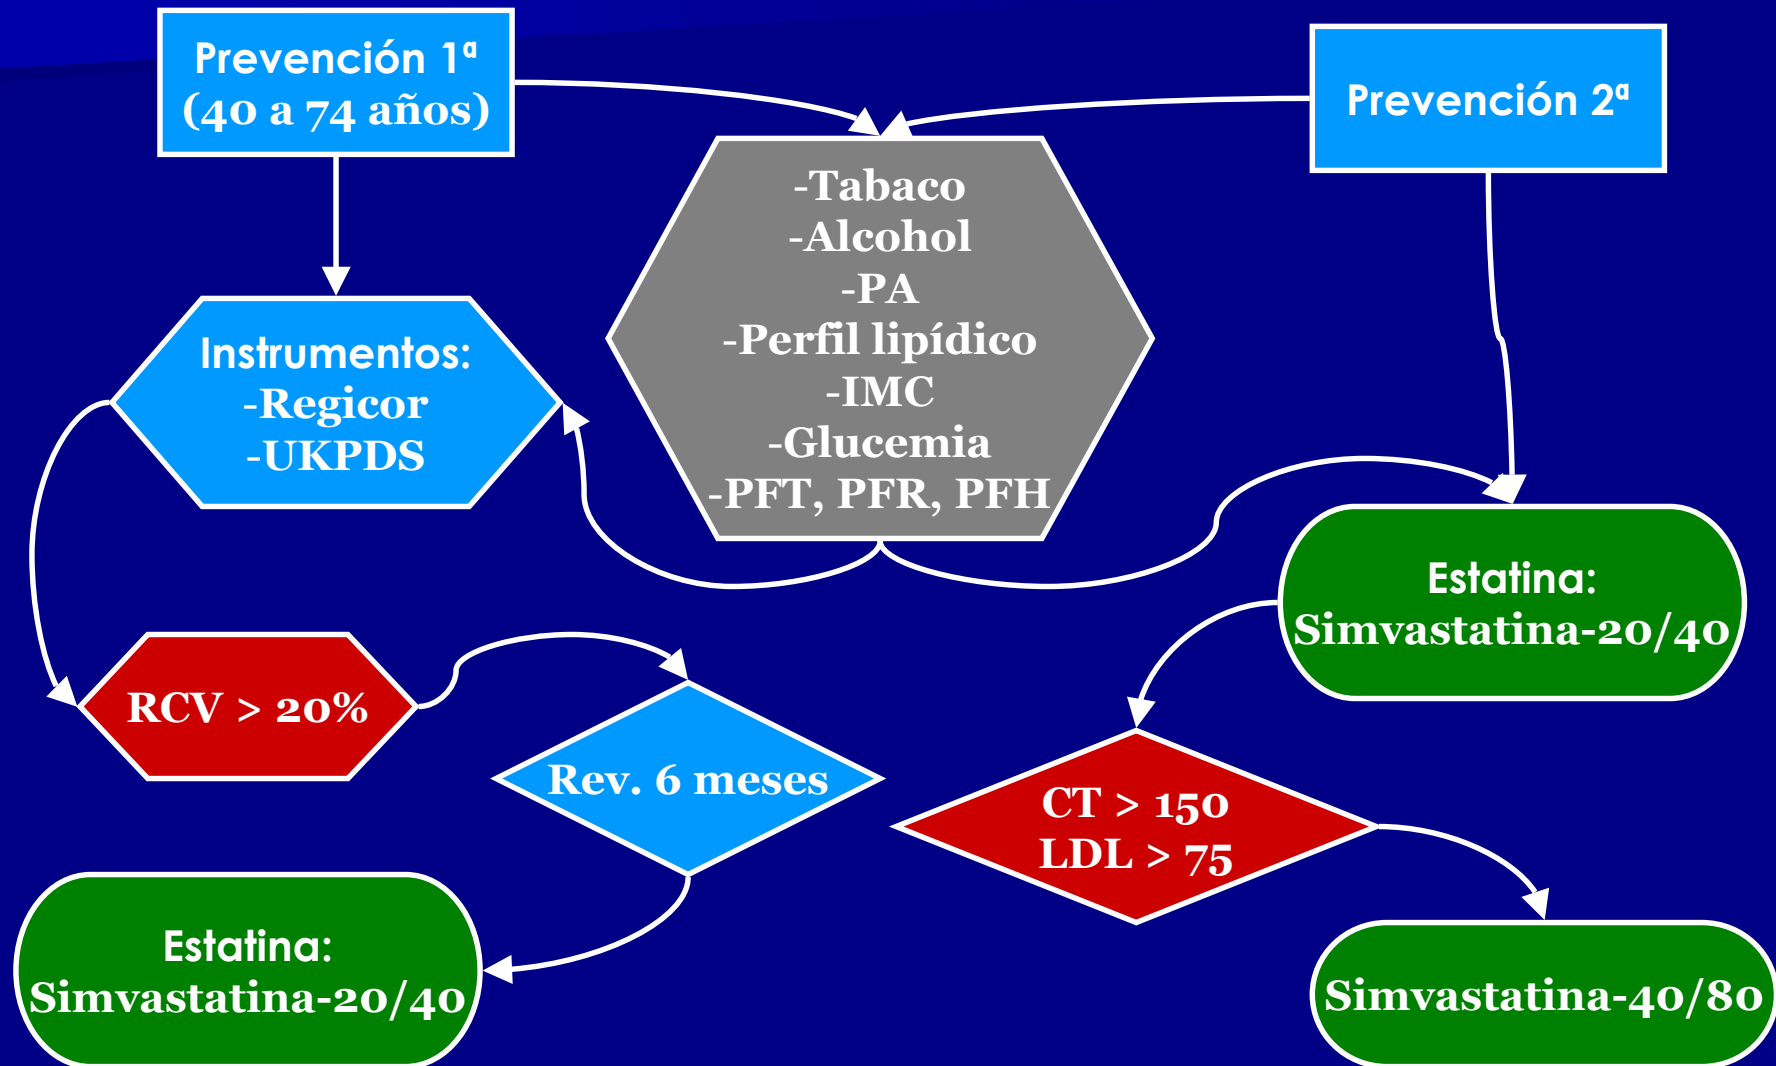 Prevención 1ª
(40 a 74 años)
Prevención 2ª
-Tabaco
-Alcohol
-PA
-Perfil lipídico
-IMC
-Glucemia
-PFT, PFR, PFH
Instrumentos:
-Regicor
-UKPDS
Estatina:
Simvastatina-20/40
RCV > 20%
Rev. 6 meses
CT > 150
LDL > 75
Estatina:
Simvastatina-20/40
Simvastatina-40/80